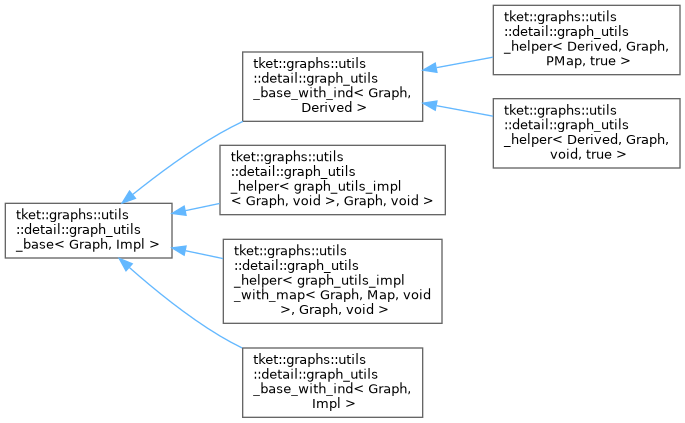 tket::graphs::utils
::detail::graph_utils
_base< Graph, Impl >
tket::graphs::utils
::detail::graph_utils
_base_with_ind< Graph,
Derived >
tket::graphs::utils
::detail::graph_utils
_helper< Derived, Graph,
PMap, true >
tket::graphs::utils
::detail::graph_utils
_helper< Derived, Graph,
void, true >
tket::graphs::utils
::detail::graph_utils
_helper< graph_utils_impl
< Graph, void >, Graph, void >
tket::graphs::utils
::detail::graph_utils
_helper< graph_utils_impl
_with_map< Graph, Map, void
>, Graph, void >
tket::graphs::utils
::detail::graph_utils
_base_with_ind< Graph,
Impl >